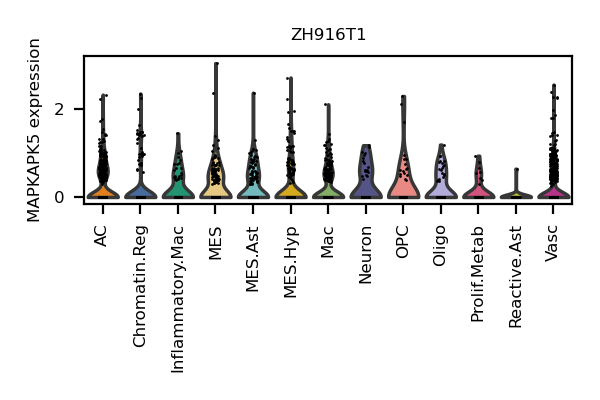 ZH916T1
MAPKAPK5 expression
2
0
AC
Chromatin.Reg
Inflammatory.Mac
MES
MES.Ast
MES.Hyp
Mac
Neuron
OPC
Oligo
Prolif.Metab
Reactive.Ast
Vasc